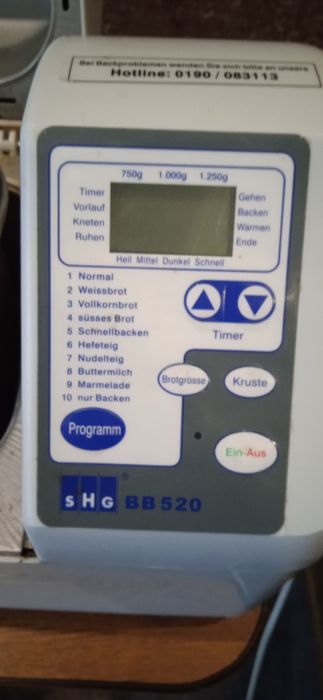 Bei Backproblemen wenden Sie sich bitte an unsere
Hotline: 0190 / 083113
750g 1.000g 1.250g
Timer
Vorlauf
Kneten
Ruhen
Gehen
Backen
Wärmen
Ende
Hell Mittel Dunkel Schnell
1 Normal
2 Weissbrot
3 Vollkornbrot
4 süsses Brot
5 Schnellbacken
6 Hefeteig
7 Nudelteig
8 Buttermilch
9 Marmelade
10 nur Backen
Timer
Brotgrösse
Kruste
Programm
Ein-Aus
SHG® BB 520